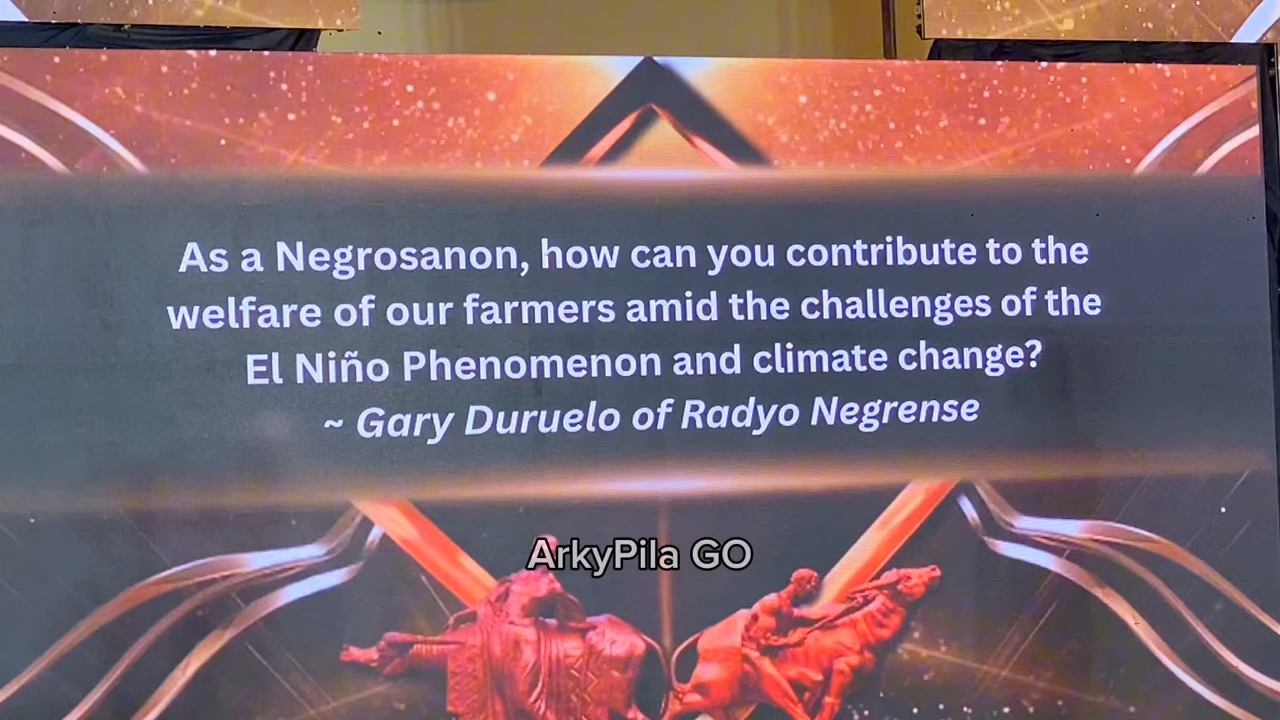 As a Negrosanon, how can you contribute to the
welfare of our farmers amid the challenges of the
El Niño Phenomenon and climate change?
~ Gary Duruelo of Radyo Negrense
ArkyPila GO